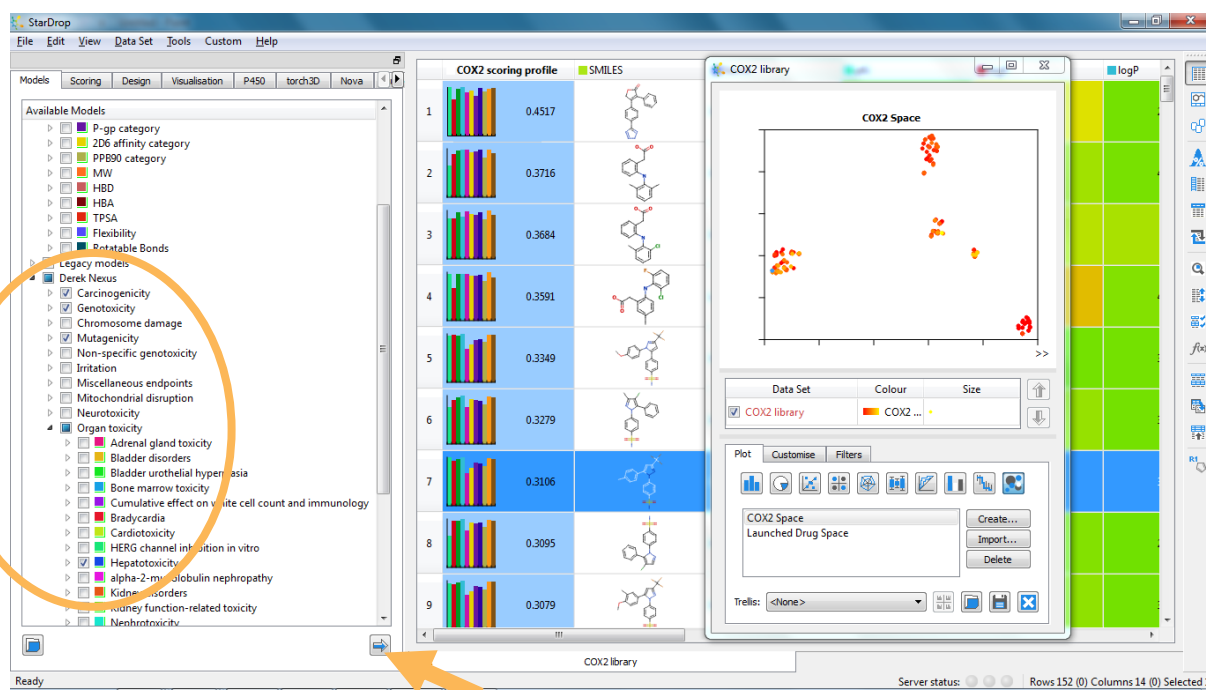 StarDrop
File Edit View Data Set Tools Custom Help
Models Scoring Design Visualisation P450 torch3D Nova
Available Models
P-gp category
2D6 affinity category
PPB90 category
MW
HBD
HBA
TPSA
Flexibility
Rotatable Bonds
Legacy models
Derek Nexus
Carcinogenicity
Genotoxicity
Chromosome damage
Mutagenicity
Non-specific genotoxicity
Irritation
Miscellaneous endpoints
Mitochondrial disruption
Neurotoxicity
Organ toxicity
Adrenal gland toxicity
Bladder disorders
Bladder urothelial hyperplasia
Bone marrow toxicity
Cumulative effect on white cell count and immunology
Bradycardia
Cardiotoxicity
HERG channel inhibition in vitro
Hepatotoxicity
alpha-2-mu-Globulin nephropathy
Kidney disorders
Kidney function-related toxicity
Nephrotoxicity
COX2 scoring profile SMILES logP
1 0.4517
2 0.3716
3 0.3684
4 0.3591
5 0.3349
6 0.3279
7 0.3106
8 0.3095
9 0.3079
COX2 library
COX2 library
COX2 Space
>>
Data Set Colour Size
COX2 library COX2 ...
Plot Customise Filters
COX2 Space
Launched Drug Space
Create...
Import...
Delete
Trellis: <None>
f(x)
R1
Ready
Server status: Rows 152 (0) Columns 14 (0) Selected